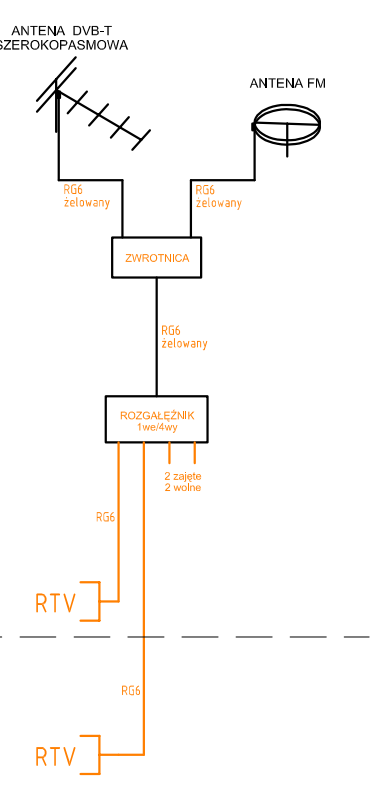 ANTENA DVB-T
SZEROKOPASMOWA
ANTENA FM
RG6
żelowany
RG6
żelowany
ZWROTNICA
RG6
żelowany
ROZGAŁĘŹNIK
1we/4wy
2 zajęte
2 wolne
RG6
RTV
RG6
RTV